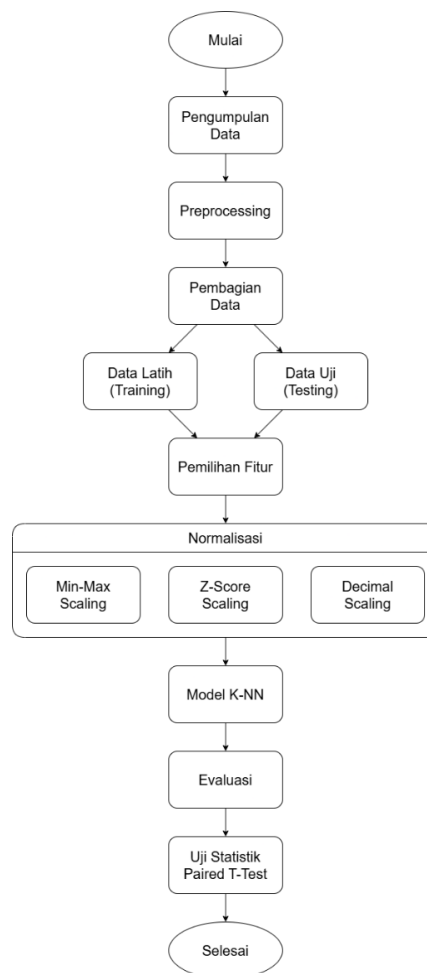 Mulai
Pengumpulan
Data
Preprocessing
Pembagian
Data
Data Latih
(Training)
Data Uji
(Testing)
Pemilihan Fitur
Normalisasi
Min-Max
Scaling
Z-Score
Scaling
Decimal
Scaling
Model K-NN
Evaluasi
Uji Statistik
Paired T-Test
Selesai